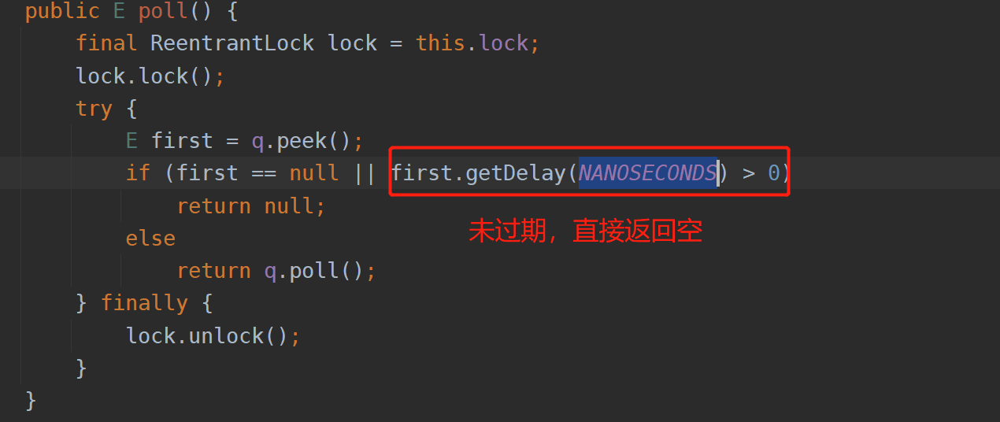 public E poll() {
final ReentrantLock lock = this.lock;
lock.lock();
try {
E first = q.peek();
if (first == null || first.getDelay(NANOSECONDS) > 0)
return null;
未过期，直接返回空
else
return q.poll();
} finally {
lock.unlock();
}
}